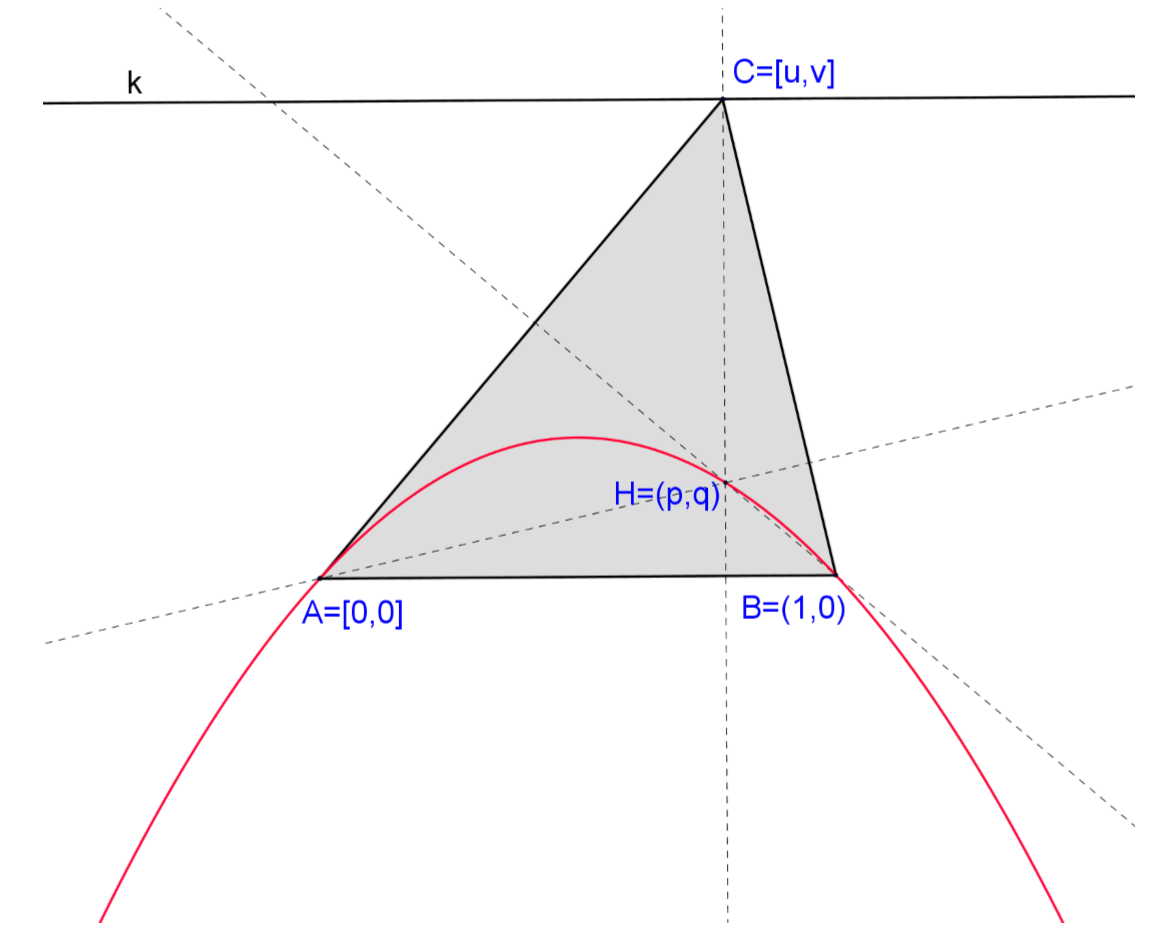 k
C=[u,v]
H=(p,q)
A=[0,0]
B=(1,0)